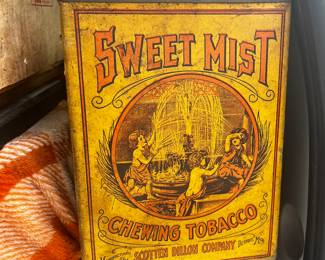 SWEET MIST
CHEWING TOBACCO
SCOTTEN DILLON COMPANY